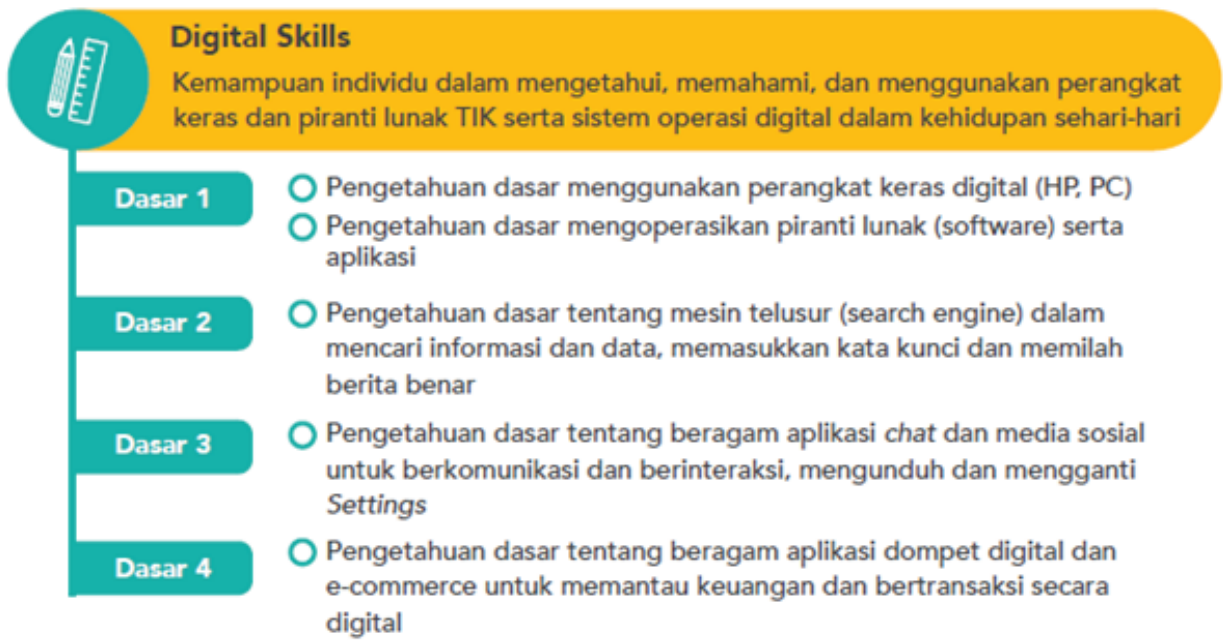 Digital Skills
Kemampuan individu dalam mengetahui, memahami, dan menggunakan perangkat
keras dan piranti lunak TIK serta sistem operasi digital dalam kehidupan sehari-hari
Dasar 1
Pengetahuan dasar menggunakan perangkat keras digital (HP, PC)
Pengetahuan dasar mengoperasikan piranti lunak (software) serta
aplikasi
Dasar 2
Pengetahuan dasar tentang mesin telusur (search engine) dalam
mencari informasi dan data, memasukkan kata kunci dan memilah
berita benar
Dasar 3
Pengetahuan dasar tentang beragam aplikasi chat dan media sosial
untuk berkomunikasi dan berinteraksi, mengunduh dan mengganti
Settings
Dasar 4
Pengetahuan dasar tentang beragam aplikasi dompet digital dan
e-commerce untuk memantau keuangan dan bertransaksi secara
digital